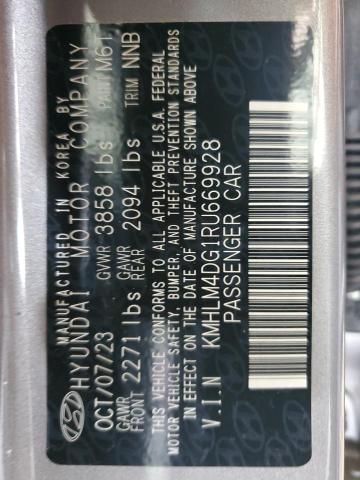 MANUFACTURED IN KOREA BY
HYUNDAI MOTOR COMPANY
OCT/07/23 GVWR 3858 lbs PAINT M6T
GAWR FRONT 2271 lbs GAWR REAR 2094 lbs TRIM NNB
THIS VEHICLE CONFORMS TO ALL APPLICABLE U.S.A. FEDERAL
MOTOR VEHICLE SAFETY, BUMPER, AND THEFT PREVENTION STANDARDS
IN EFFECT ON THE DATE OF MANUFACTURE SHOWN ABOVE
V.I.N KMHLM4DG1RU669928
PASSENGER CAR